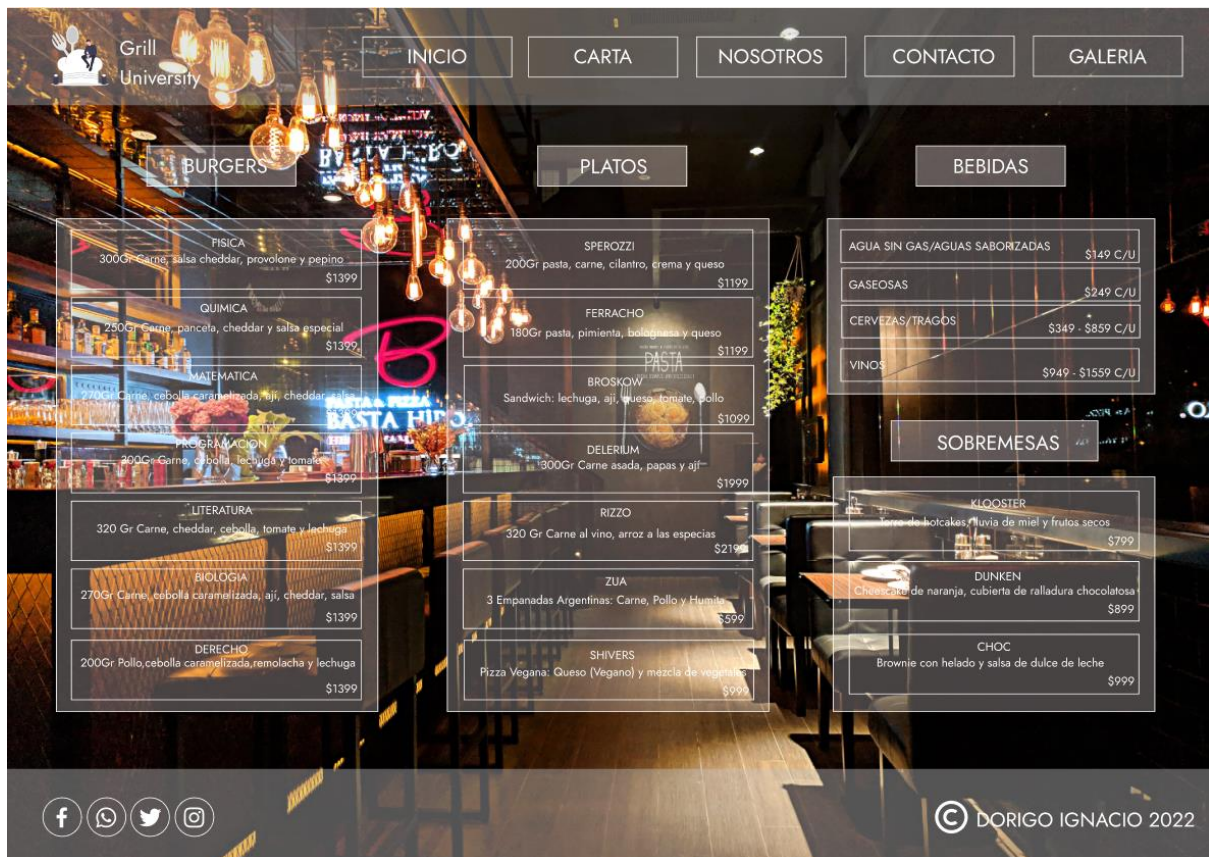 Grill
University
INICIO
CARTA
NOSOTROS
CONTACTO
GALERIA
BURGERS
FISICA
300Gr Carne, salsa cheddar, provolone y pepino
$1399
QUIMICA
250Gr Carne, panceta, cheddar y salsa especial
$1399
MATEMATICA
270Gr Carne, cebolla caramelizada, ají, cheddar, salsa
$1399
PROGRAMACION
300Gr Carne, cebolla, lechuga y tomate
$1399
LITERATURA
320 Gr Carne, cheddar, cebolla, tomate y lechuga
$1399
BIOLOGIA
270Gr Carne, cebolla caramelizada, ají, cheddar, salsa
$1399
DERECHO
200Gr Pollo,cebolla caramelizada,remolacha y lechuga
$1399
PLATOS
SPEROZZI
200Gr pasta, carne, cilantro, crema y queso
$1199
FERRACHO
180Gr pasta, pimienta, bolognesa y queso
$1199
PASTA
BROSKOW
Sandwich: lechuga, aji, queso, tomate, pollo
$1099
DELERIUM
300Gr Carne asada, papas y ají
$1999
RIZZO
320 Gr Carne al vino, arroz a las especias
$2199
ZUA
3 Empanadas Argentinas: Carne, Pollo y Humita
$599
SHIVERS
Pizza Vegana: Queso (Vegano) y mezcla de vegetales
$999
BEBIDAS
AGUA SIN GAS/AGUAS SABORIZADAS
$149 C/U
GASEOSAS
$249 C/U
CERVEZAS/TRAGOS
$349 - $859 C/U
VINOS
$949 - $1559 C/U
SOBREMESAS
KLOOSTER
Torre de hotcakes, lluvia de miel y frutos secos
$799
DUNKEN
Cheescake de naranja, cubierta de ralladura chocolatosa
$899
CHOC
Brownie con helado y salsa de dulce de leche
$999
BASTA
© DORIGO IGNACIO 2022